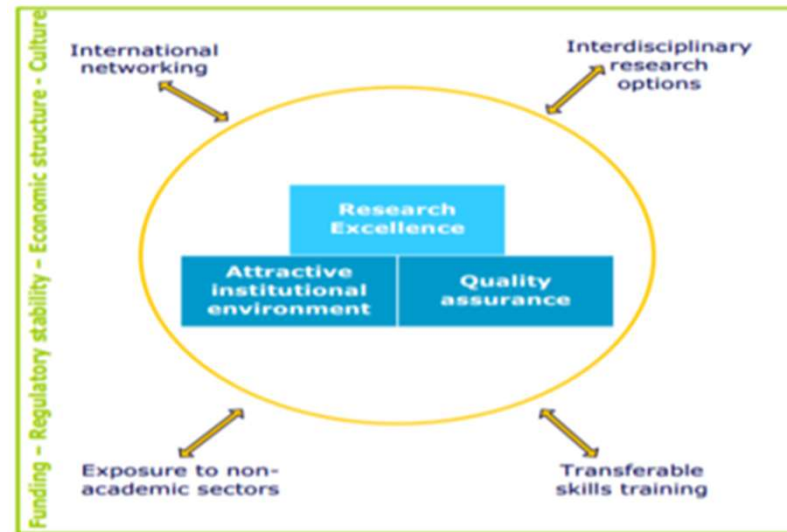 Funding – Regulatory stability – Economic structure - Culture
International
networking
Interdisciplinary
research
options
Research
Excellence
Attractive
institutional
environment
Quality
assurance
Exposure to non-
academic sectors
Transferable
skills training